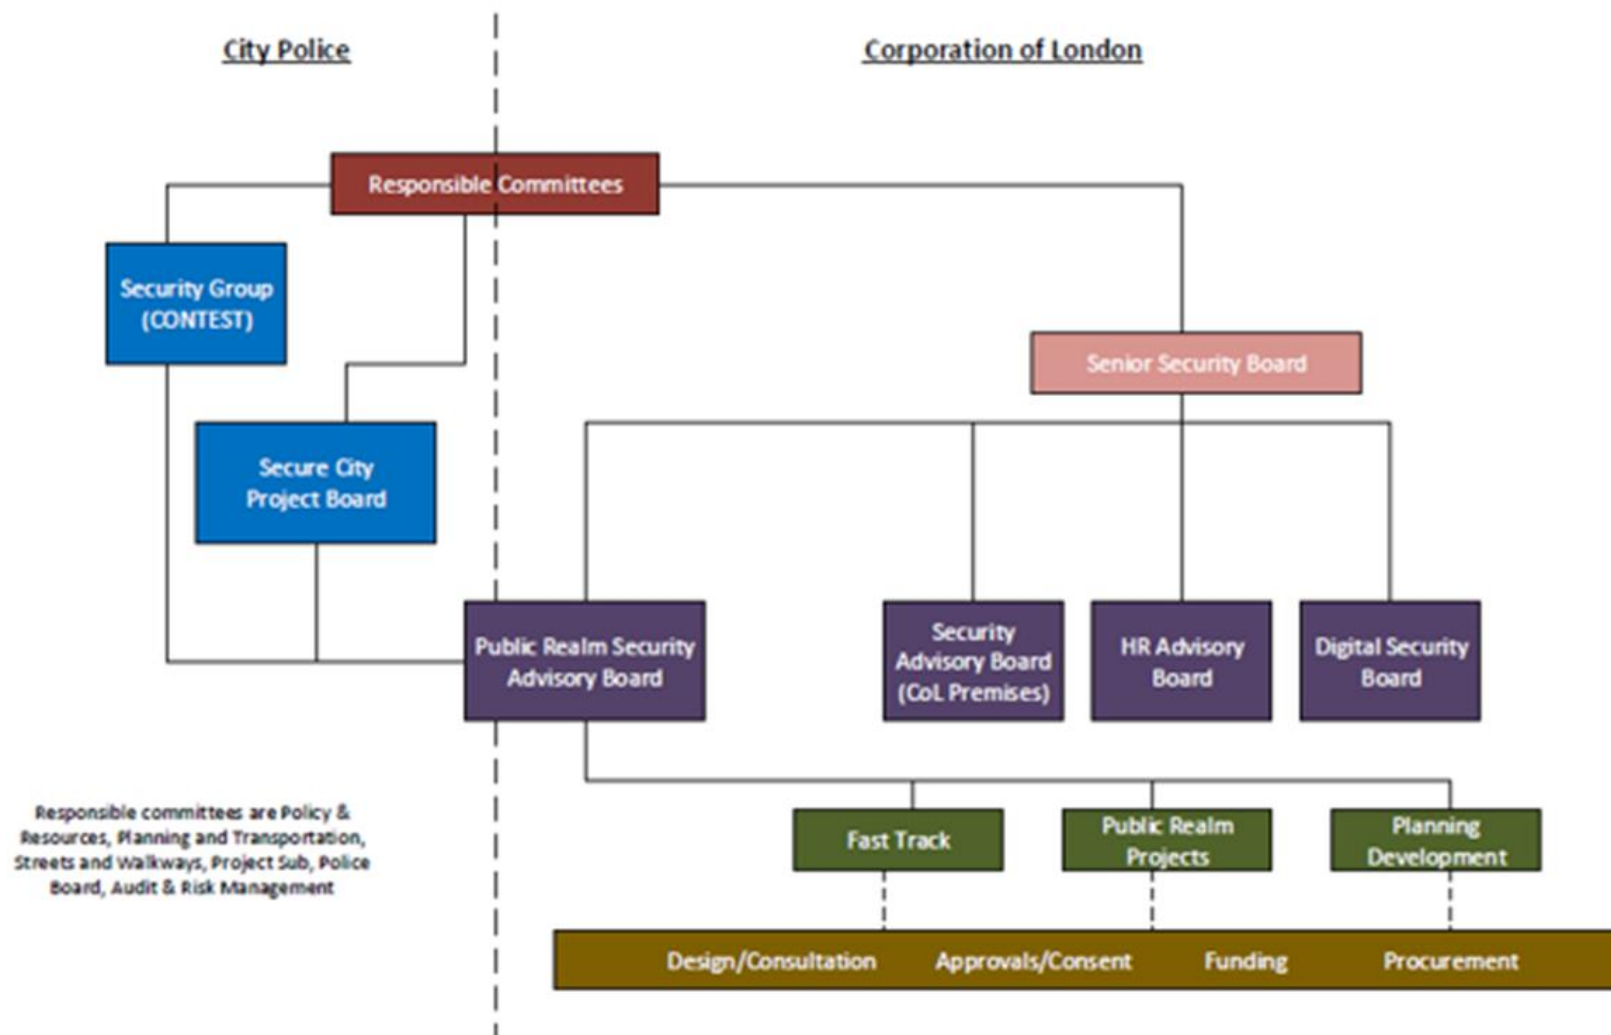 City Police
Corporation of London
Responsible Committees
Security Group
(CONTEST)
Senior Security Board
Secure City
Project Board
Public Realm Security
Advisory Board
Security
Advisory Board
(CoL Premises)
HR Advisory
Board
Digital Security
Board
Responsible committees are Policy &
Resources, Planning and Transportation,
Streets and Walkways, Project Sub, Police
Board, Audit & Risk Management
Fast Track
Public Realm
Projects
Planning
Development
Design/Consultation
Approvals/Consent
Funding
Procurement